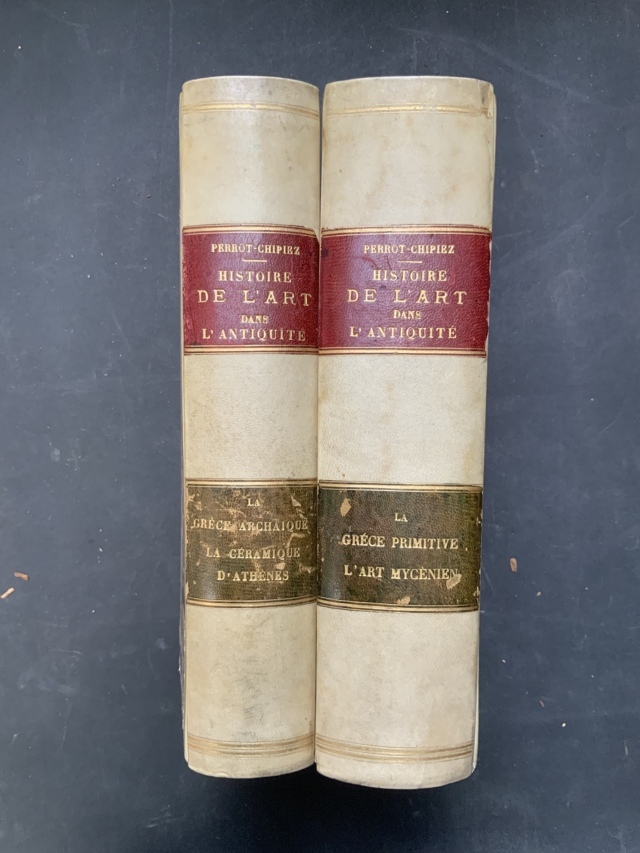 PERROT-CHIPIEZ
HISTOIRE
DE L'ART
DANS
L'ANTIQUITÉ
LA
GRÈCE ARCHAÏQUE
LA CÉRAMIQUE
D'ATHÈNES
PERROT-CHIPIEZ
HISTOIRE
DE L'ART
DANS
L'ANTIQUITÉ
LA
GRÈCE PRIMITIVE
L'ART MYCÉNIEN